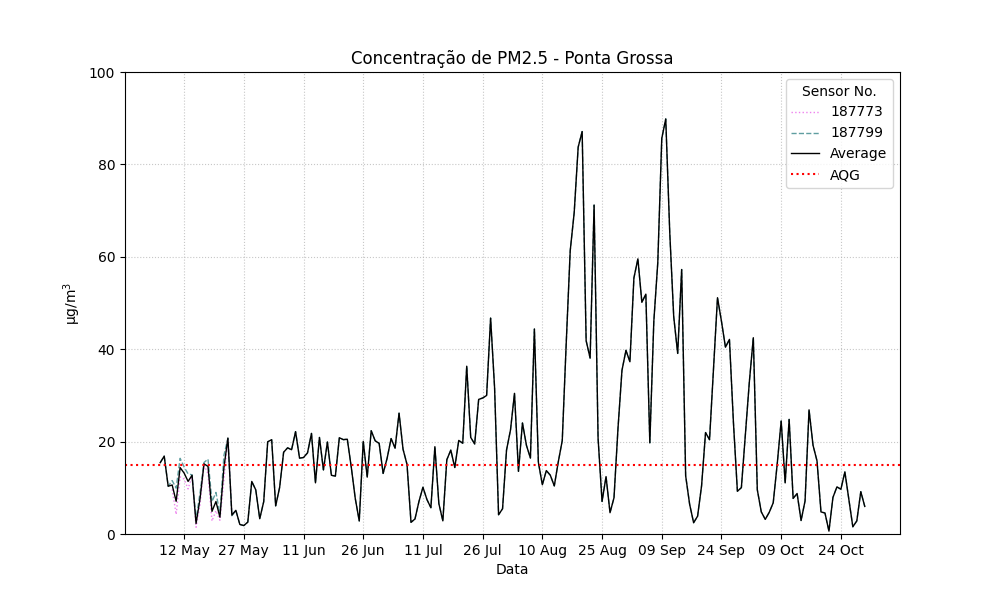 Concentração de PM2.5 - Ponta Grossa
100
80
60
40
20
0
µg/m³
Sensor No.
187773
187799
Average
AQG
12 May
27 May
11 Jun
26 Jun
11 Jul
26 Jul
10 Aug
25 Aug
09 Sep
24 Sep
09 Oct
24 Oct
Data